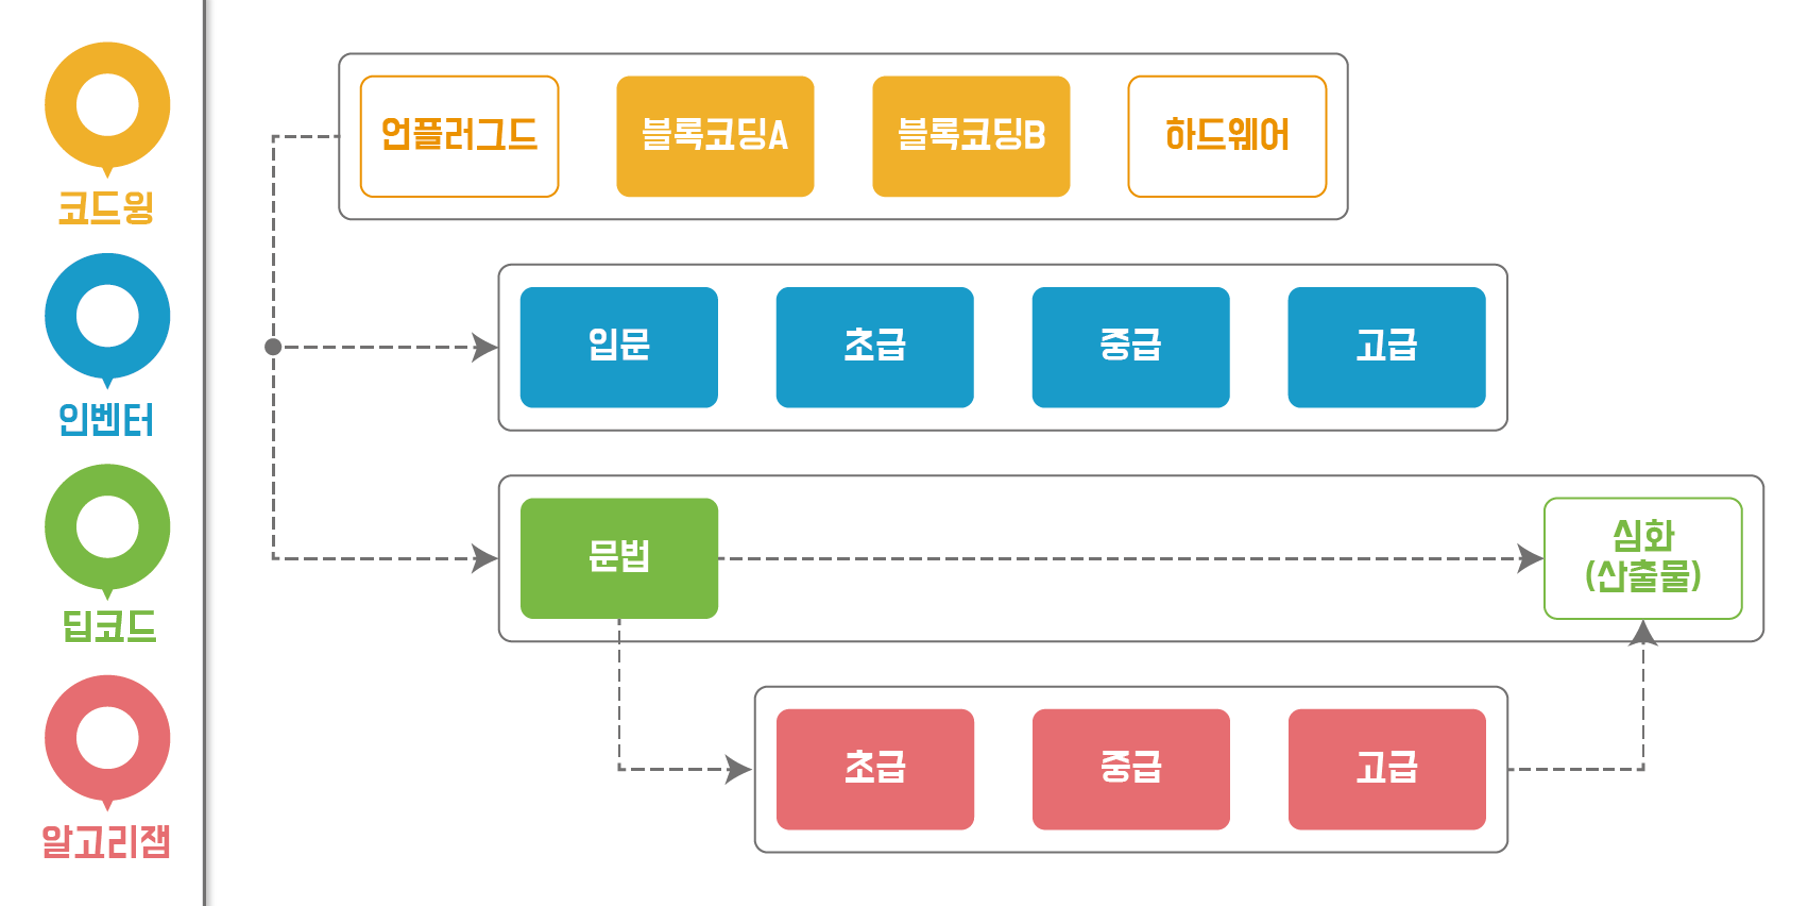 코드윙
언플러그드
블록코딩A
블록코딩B
하드웨어
인벤터
입문
초급
중급
고급
딥코드
문법
심화
(산출물)
알고리잼
초급
중급
고급